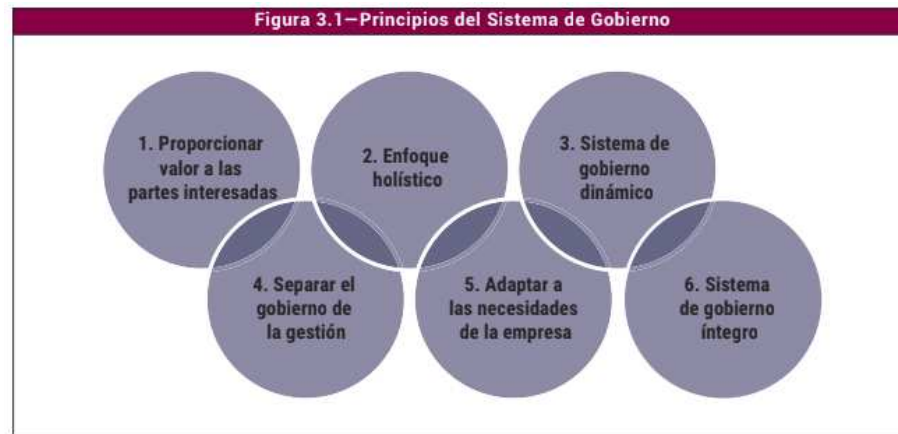 Figura 3.1—Principios del Sistema de Gobierno
1. Proporcionar
valor a las
partes interesadas
2. Enfoque
holístico
3. Sistema de
gobierno
dinámico
4. Separar el
gobierno de
la gestión
5. Adaptar a
las necesidades
de la empresa
6. Sistema
de gobierno
íntegro